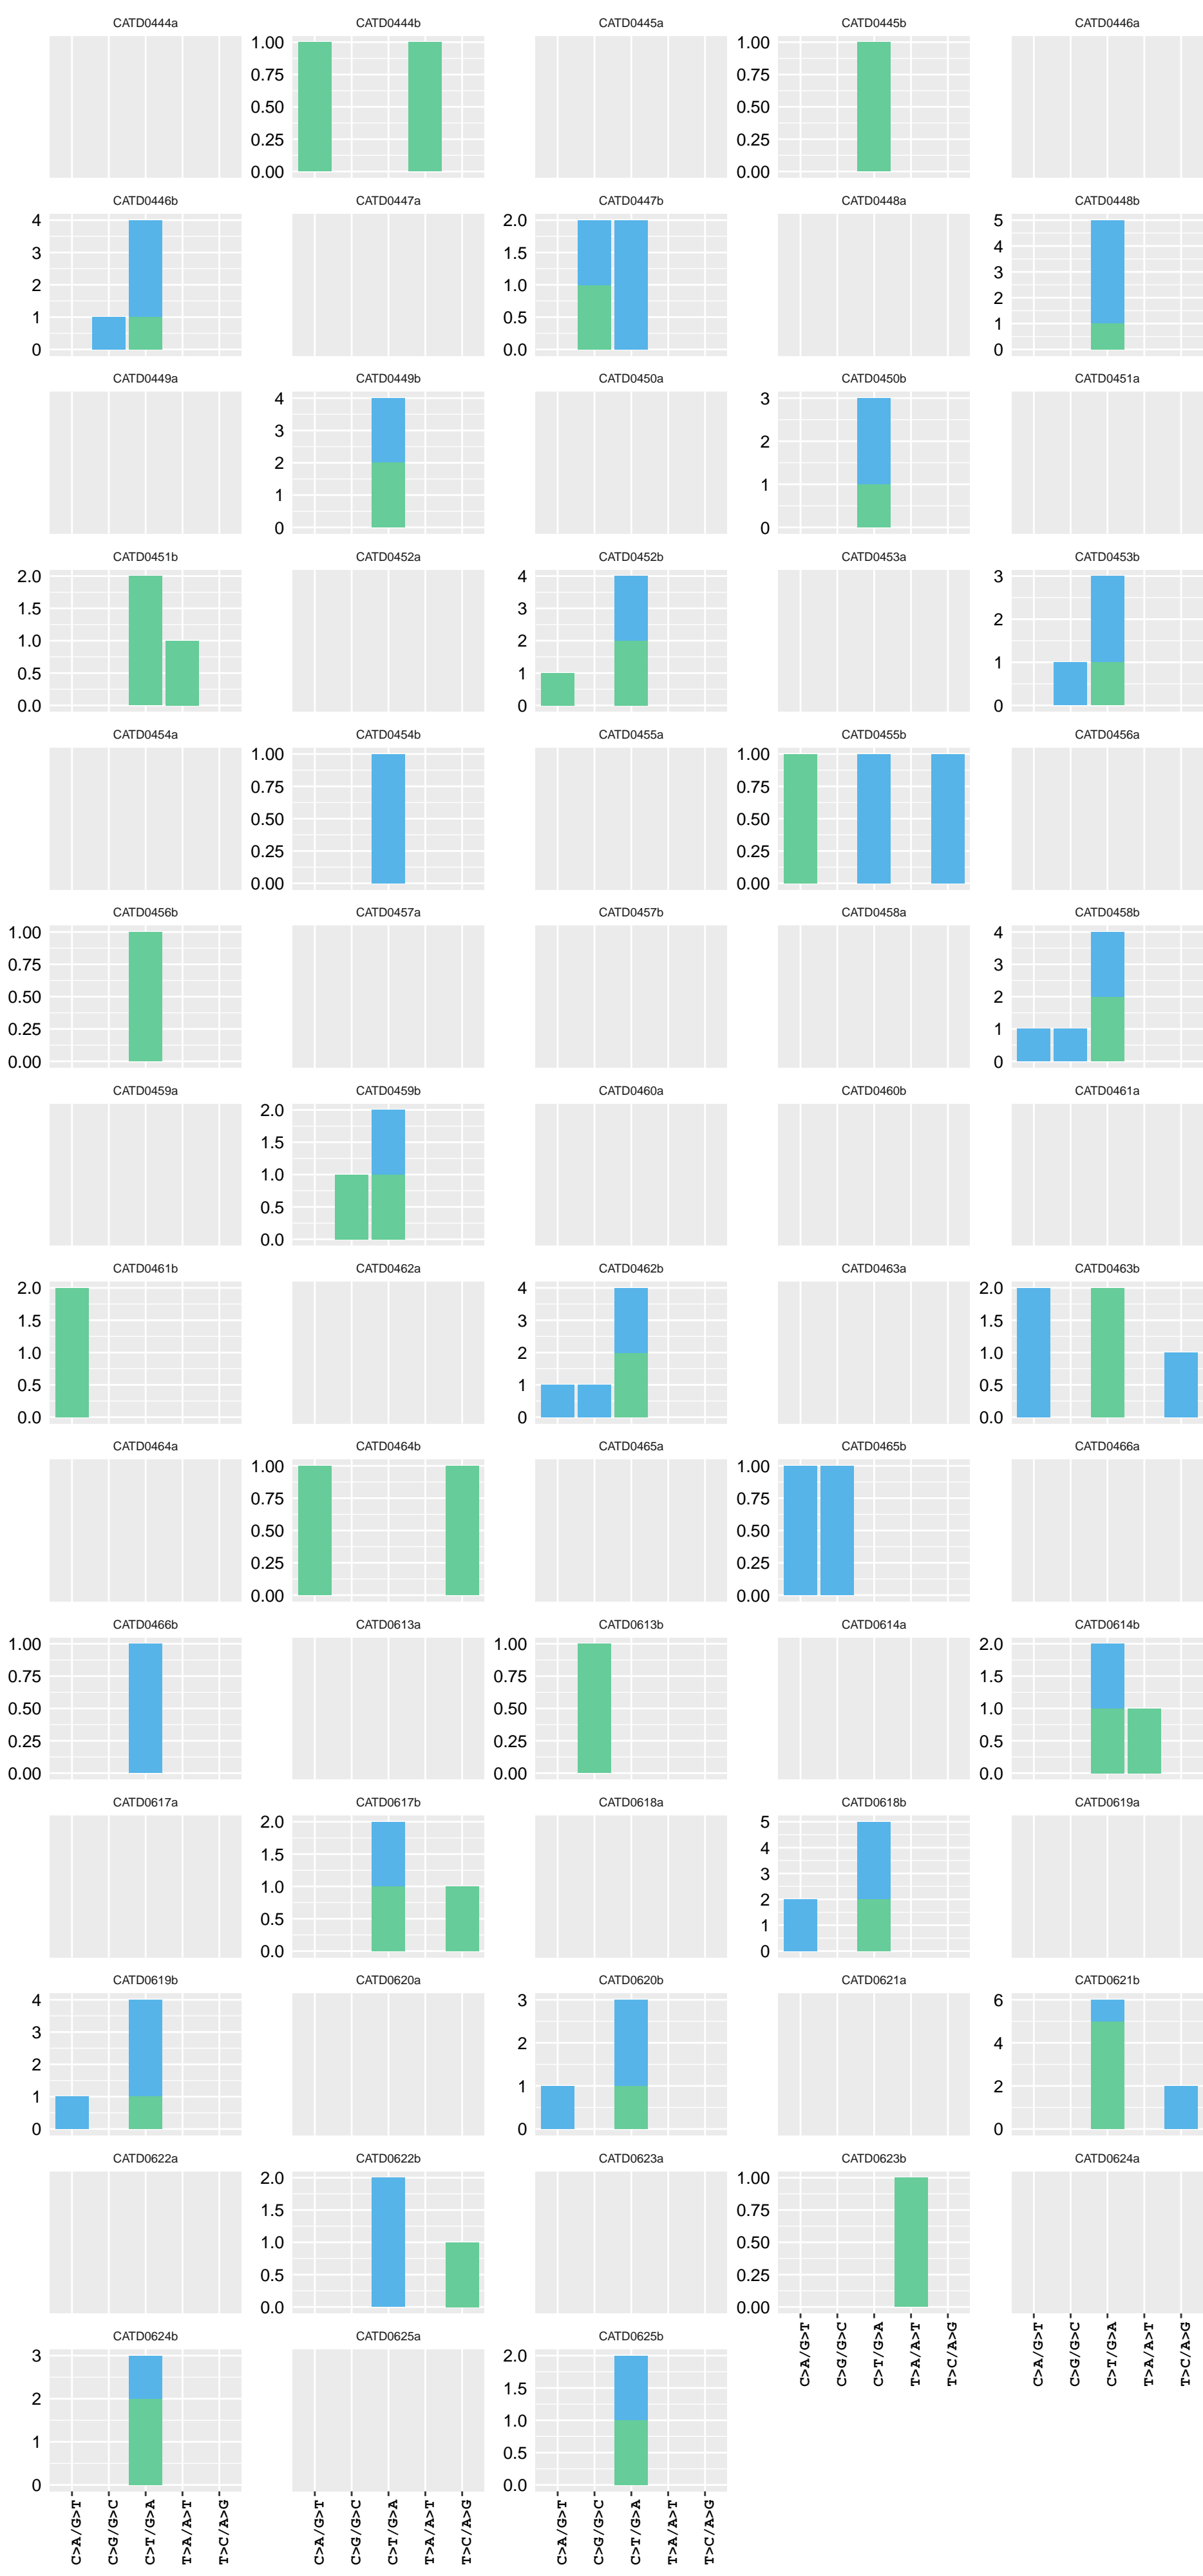 CATD0444a CATD0444b CATD0445a CATD0445b CATD0446a
1.00 1.00
0.75 0.75
0.50 0.50
0.25 0.25
0.00 0.00
CATD0446b CATD0447a CATD0447b CATD0448a CATD0448b
4 2.0 5
3 1.5 4
2 1.0 3
1 0.5 2
0 0.0 1
0
CATD0449a CATD0449b CATD0450a CATD0450b CATD0451a
4 3
3 2
2 1
1 0
0
CATD0451b CATD0452a CATD0452b CATD0453a CATD0453b
2.0 4 3
1.5 3 2
1.0 2 1
0.5 1 0
0.0 0
CATD0454a CATD0454b CATD0455a CATD0455b CATD0456a
1.00 1.00
0.75 0.75
0.50 0.50
0.25 0.25
0.00 0.00
CATD0456b CATD0457a CATD0457b CATD0458a CATD0458b
1.00 4
0.75 3
0.50 2
0.25 1
0.00 0
CATD0459a CATD0459b CATD0460a CATD0460b CATD0461a
2.0
1.5
1.0
0.5
0.0
CATD0461b CATD0462a CATD0462b CATD0463a CATD0463b
2.0 4 2.0
1.5 3 1.5
1.0 2 1.0
0.5 1 0.5
0.0 0 0.0
CATD0464a CATD0464b CATD0465a CATD0465b CATD0466a
1.00 1.00
0.75 0.75
0.50 0.50
0.25 0.25
0.00 0.00
CATD0466b CATD0613a CATD0613b CATD0614a CATD0614b
1.00 1.00 2.0
0.75 0.75 1.5
0.50 0.50 1.0
0.25 0.25 0.5
0.00 0.00 0.0
CATD0617a CATD0617b CATD0618a CATD0618b CATD0619a
2.0 5
1.5 4
1.0 3
0.5 2
0.0 1
0
CATD0619b CATD0620a CATD0620b CATD0621a CATD0621b
4 3 6
3 2 4
2 1 2
1 0 0
0
CATD0622a CATD0622b CATD0623a CATD0623b CATD0624a
2.0 1.00
1.5 0.75
1.0 0.50
0.5 0.25
0.0 0.00
C>A/G>T C>G/G>C C>T/G>A T>A/A>T T>C/A>G C>A/G>T C>G/G>C C>T/G>A T>A/A>T T>C/A>G
CATD0624b CATD0625a CATD0625b
3 2.0
2 1.5
1 1.0
0 0.5
0.0
C>A/G>T C>G/G>C C>T/G>A T>A/A>T T>C/A>G C>A/G>T C>G/G>C C>T/G>A T>A/A>T T>C/A>G C>A/G>T C>G/G>C C>T/G>A T>A/A>T T>C/A>G